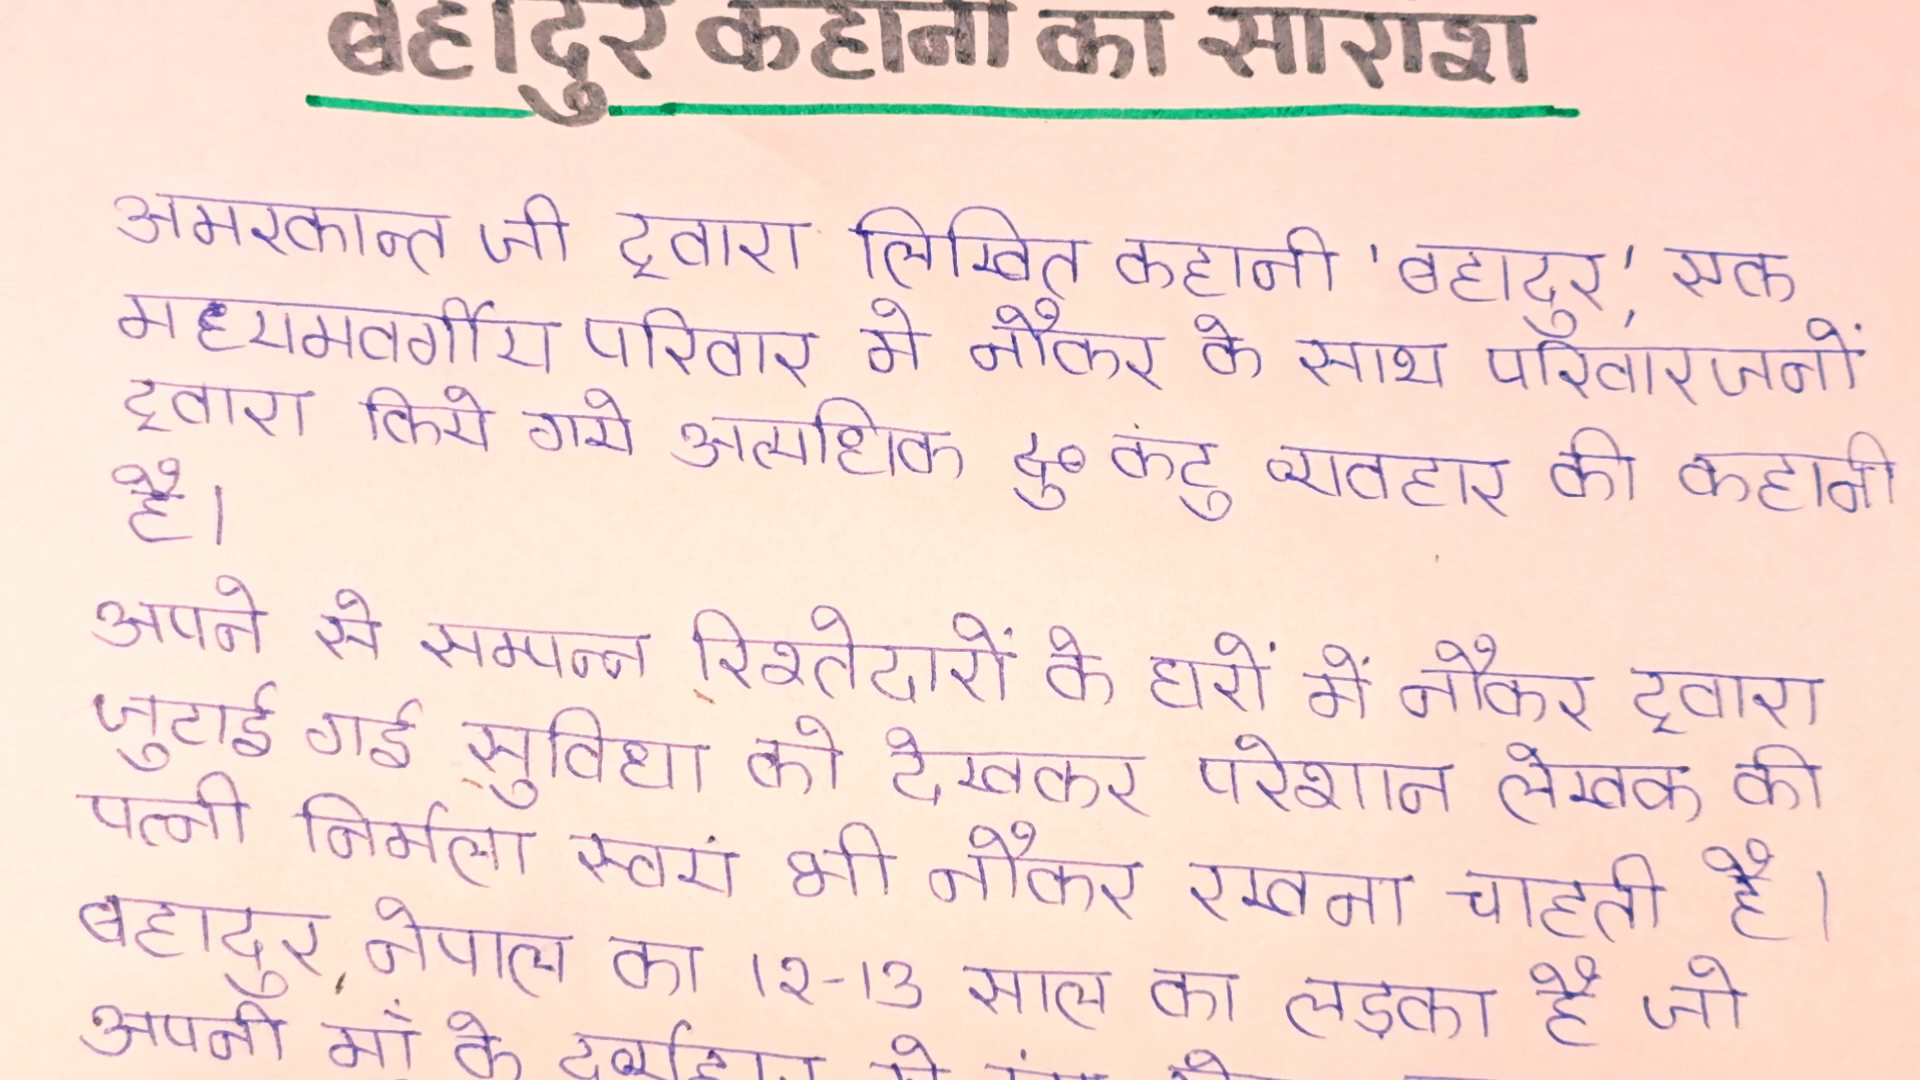 बहादुर कहानी का सारांश
अमरकान्त जी द्वारा लिखित कहानी 'बहादुर', एक
मध्यमवर्गीय परिवार मे नौकर के साथ परिवारजनों
द्वारा किये गये अत्यधिक कटु व्यवहार की कहानी
है।
अपने से सम्पन्न रिश्तेदारों के घरों में नौकर द्वारा
जुटाई गई सुविधा को देखकर परेशान लेखक की
पत्नी निर्मला स्वयं भी नौकर रखना चाहती है।
बहादुर, नेपाल का 12-13 साल का लड़का है जो
अपनी माँ के